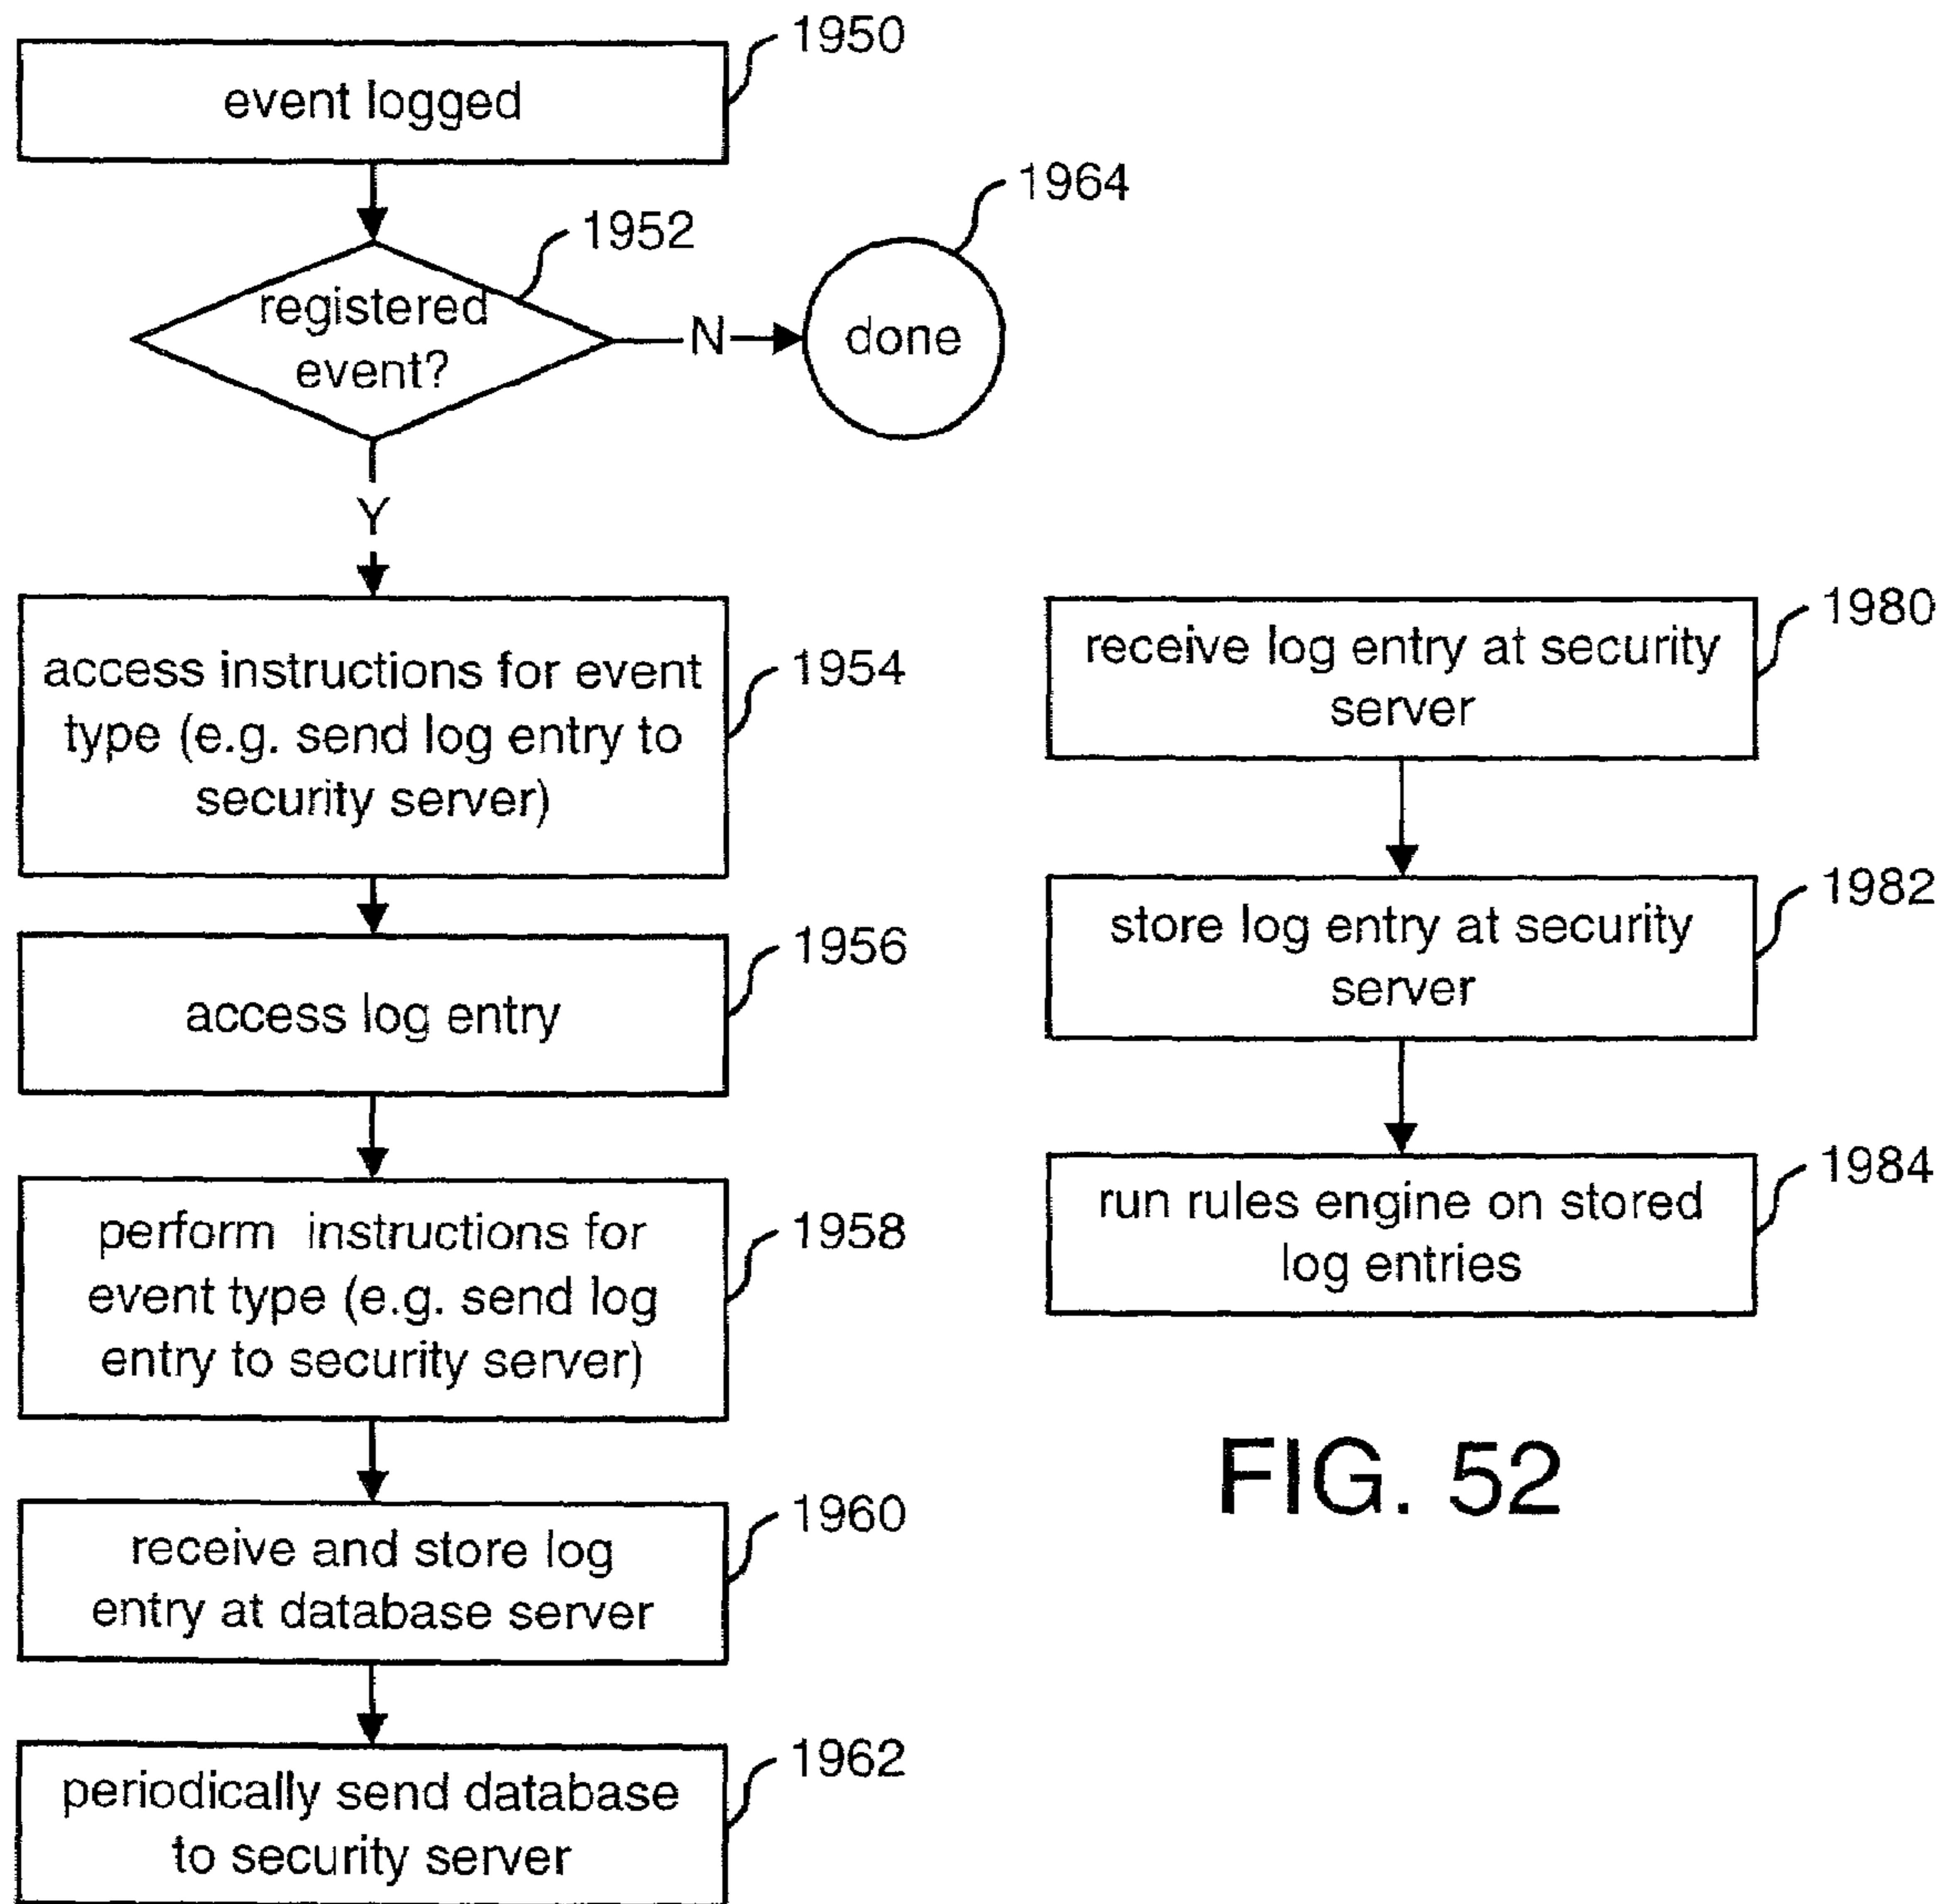 1950
event logged
1964
1952
registered
event?
N
done
Y
access instructions for event
type (e.g. send log entry to
security server)
1954
access log entry
1956
perform instructions for
event type (e.g. send log
entry to security server)
1958
receive and store log
entry at database server
1960
periodically send database
to security server
1962
receive log entry at security
server
1980
store log entry at security
server
1982
run rules engine on stored
log entries
1984
FIG. 52